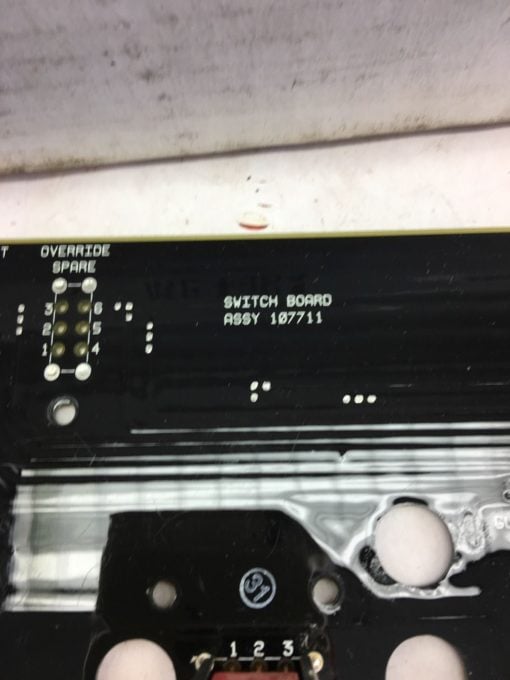 T OVERRIDE
SPARE
3 6
2 5
1 4
SWITCH BOARD
ASSY 107711
1 2 3